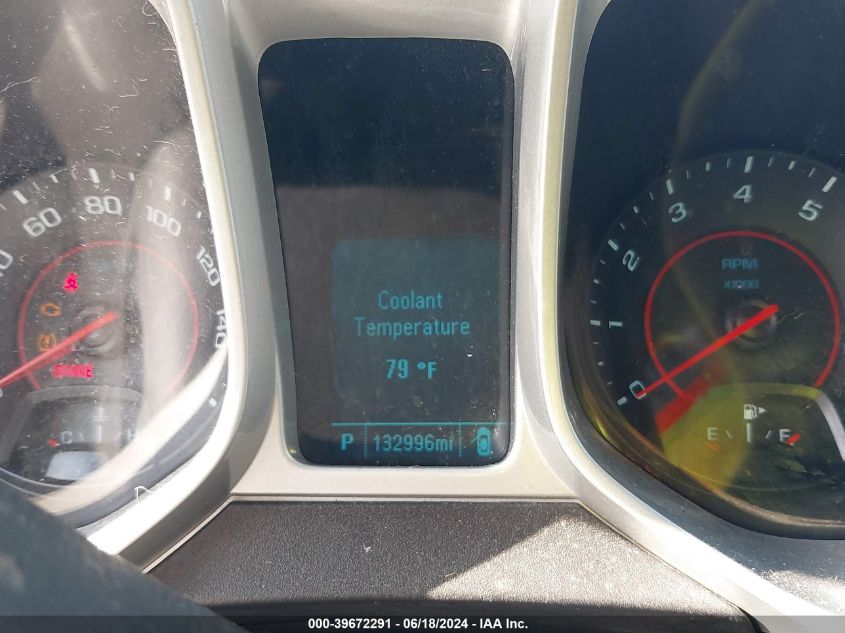 60
80
100
120
140
BRAKE
C H
Coolant
Temperature
79 °F
P 132996mi
0
1
2
3
4
5
RPM
X1000
E F
000-39672291 - 06/18/2024 - IAA Inc.